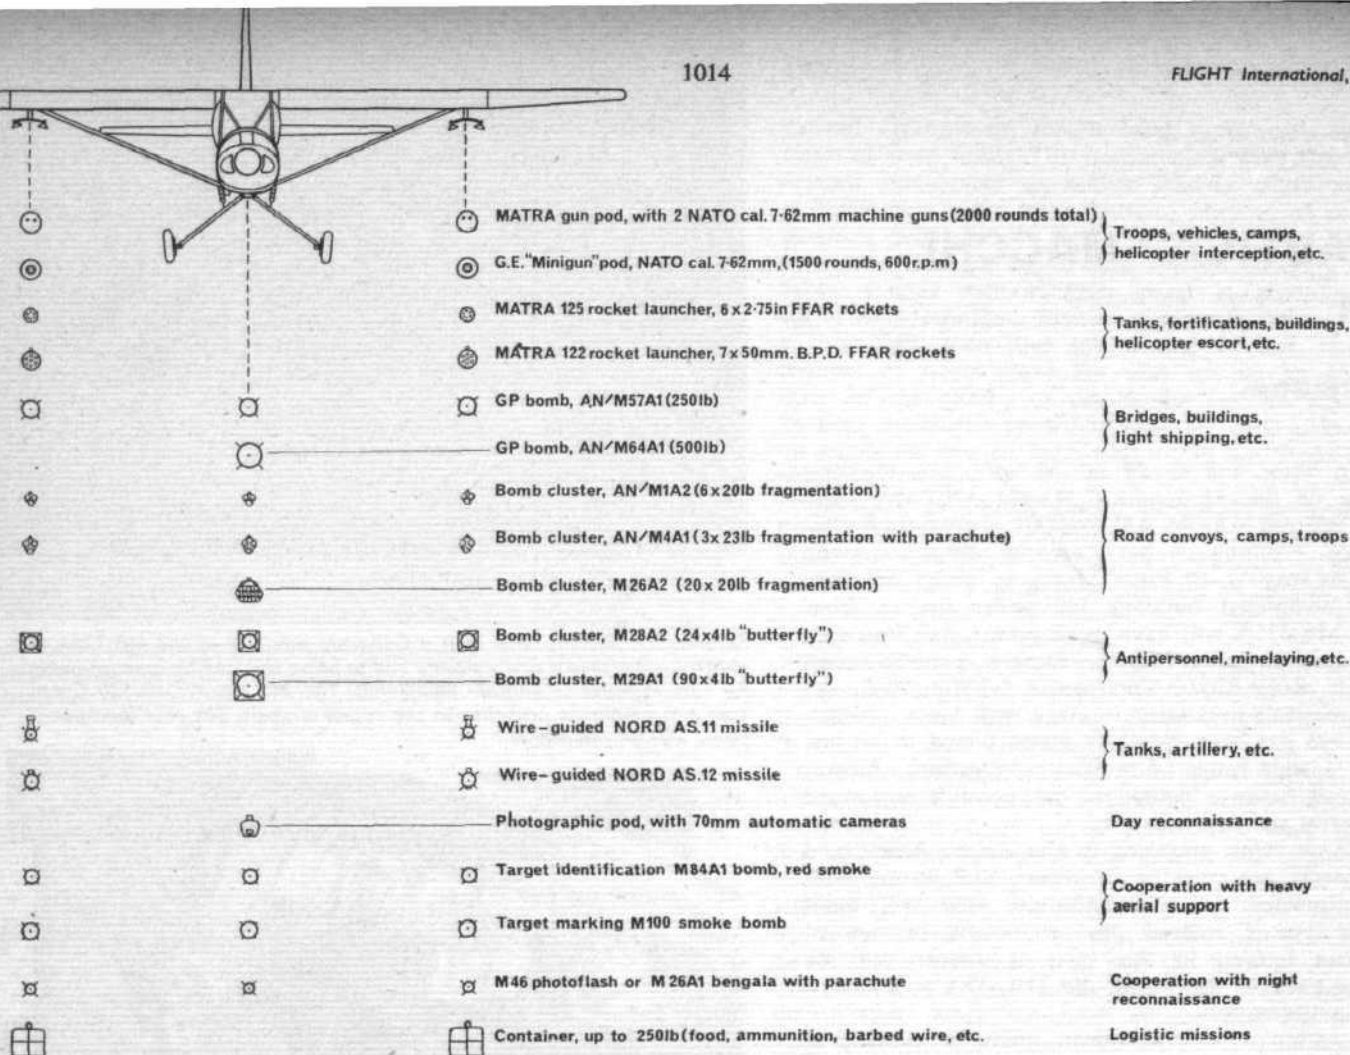 1014
FLIGHT International,
MATRA gun pod, with 2 NATO cal. 7·62mm machine guns (2000 rounds total)
Troops, vehicles, camps,
helicopter interception, etc.
G.E. "Minigun" pod, NATO cal. 7·62mm, (1500 rounds, 600r.p.m)
MATRA 125 rocket launcher, 6 x 2·75in FFAR rockets
Tanks, fortifications, buildings,
helicopter escort, etc.
MATRA 122 rocket launcher, 7 x 50mm. B.P.D. FFAR rockets
GP bomb, AN/M57A1 (250lb)
Bridges, buildings,
light shipping, etc.
GP bomb, AN/M64A1 (500lb)
Bomb cluster, AN/M1A2 (6 x 20lb fragmentation)
Bomb cluster, AN/M4A1 (3x 23lb fragmentation with parachute)
Road convoys, camps, troops
Bomb cluster, M26A2 (20 x 20lb fragmentation)
Bomb cluster, M28A2 (24 x 4lb "butterfly")
Antipersonnel, minelaying, etc.
Bomb cluster, M29A1 (90 x 4lb "butterfly")
Wire-guided NORD AS.11 missile
Tanks, artillery, etc.
Wire-guided NORD AS.12 missile
Photographic pod, with 70mm automatic cameras
Day reconnaissance
Target identification M84A1 bomb, red smoke
Cooperation with heavy
aerial support
Target marking M100 smoke bomb
M46 photoflash or M26A1 bengala with parachute
Cooperation with night
reconnaissance
Container, up to 250lb (food, ammunition, barbed wire, etc.
Logistic missions